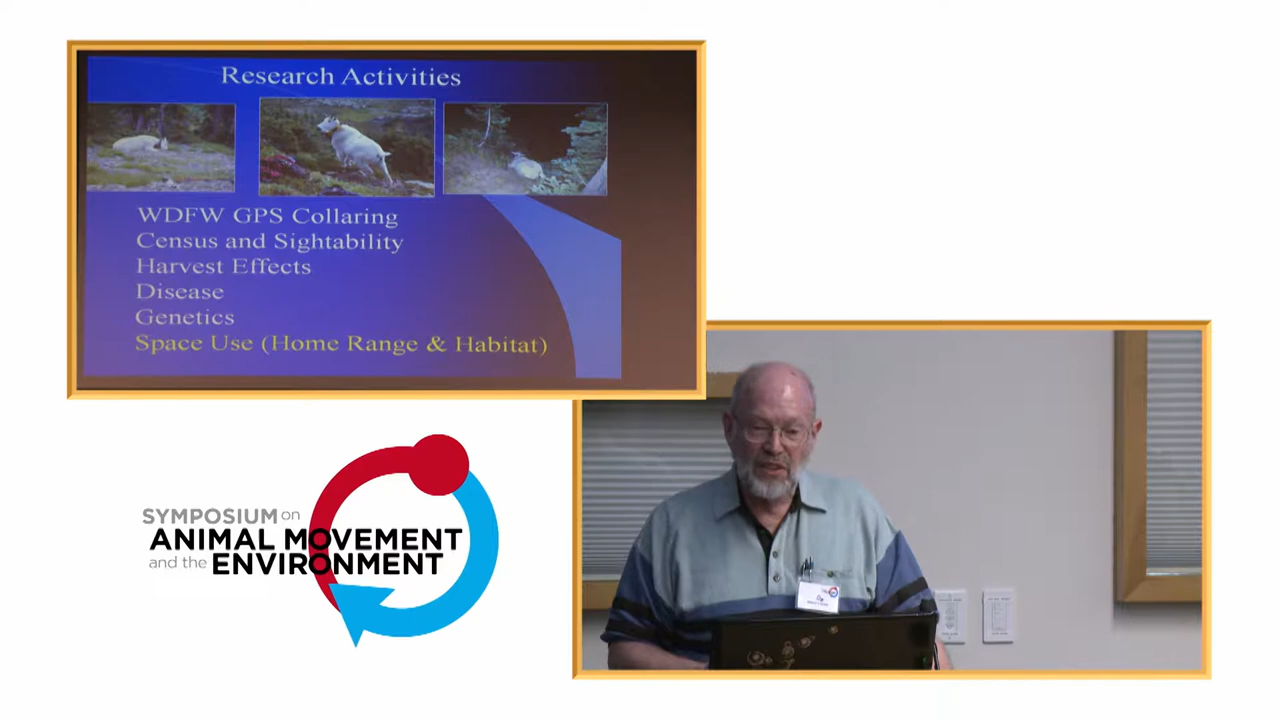 Research Activities
WDFW GPS Collaring
Census and Sightability
Harvest Effects
Disease
Genetics
Space Use (Home Range & Habitat)
SYMPOSIUM on
ANIMAL MOVEMENT
and the ENVIRONMENT